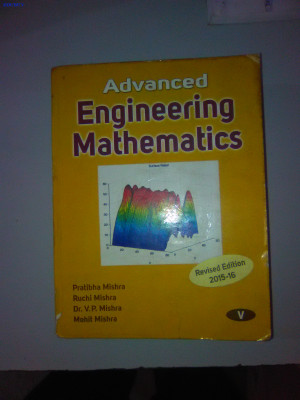 Advanced
Engineering
Mathematics
Pratibha Mishra
Ruchi Mishra
Dr. V.P. Mishra
Mohit Mishra
Revised Edition
2015-16
V